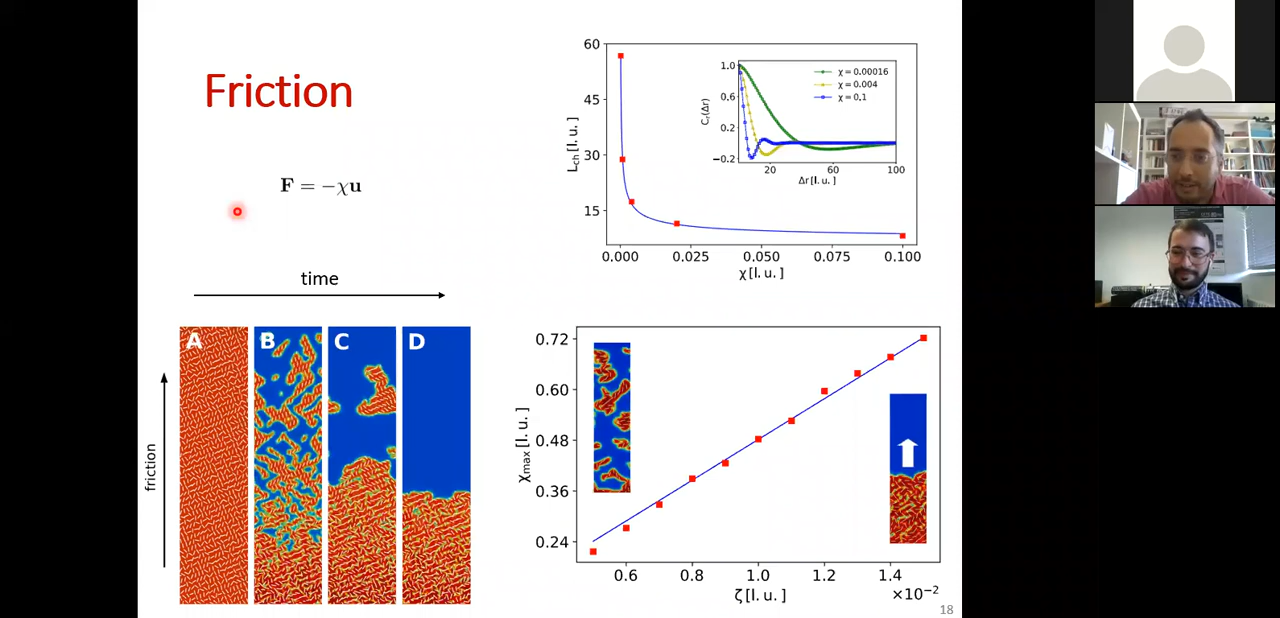 Friction
F = −χu
time
friction
A
B
C
D
60
45
30
15
L_ch [l. u.]
0.000 0.025 0.050 0.075 0.100
χ [l. u.]
1.0
0.6
0.2
−0.2
C_r(Δr)
χ = 0.00016
χ = 0.004
χ = 0.1
20 60 100
Δr [l. u.]
0.72
0.60
0.48
0.36
0.24
χ_max [l. u.]
0.6 0.8 1.0 1.2 1.4
×10⁻²
ζ [l. u.]
18